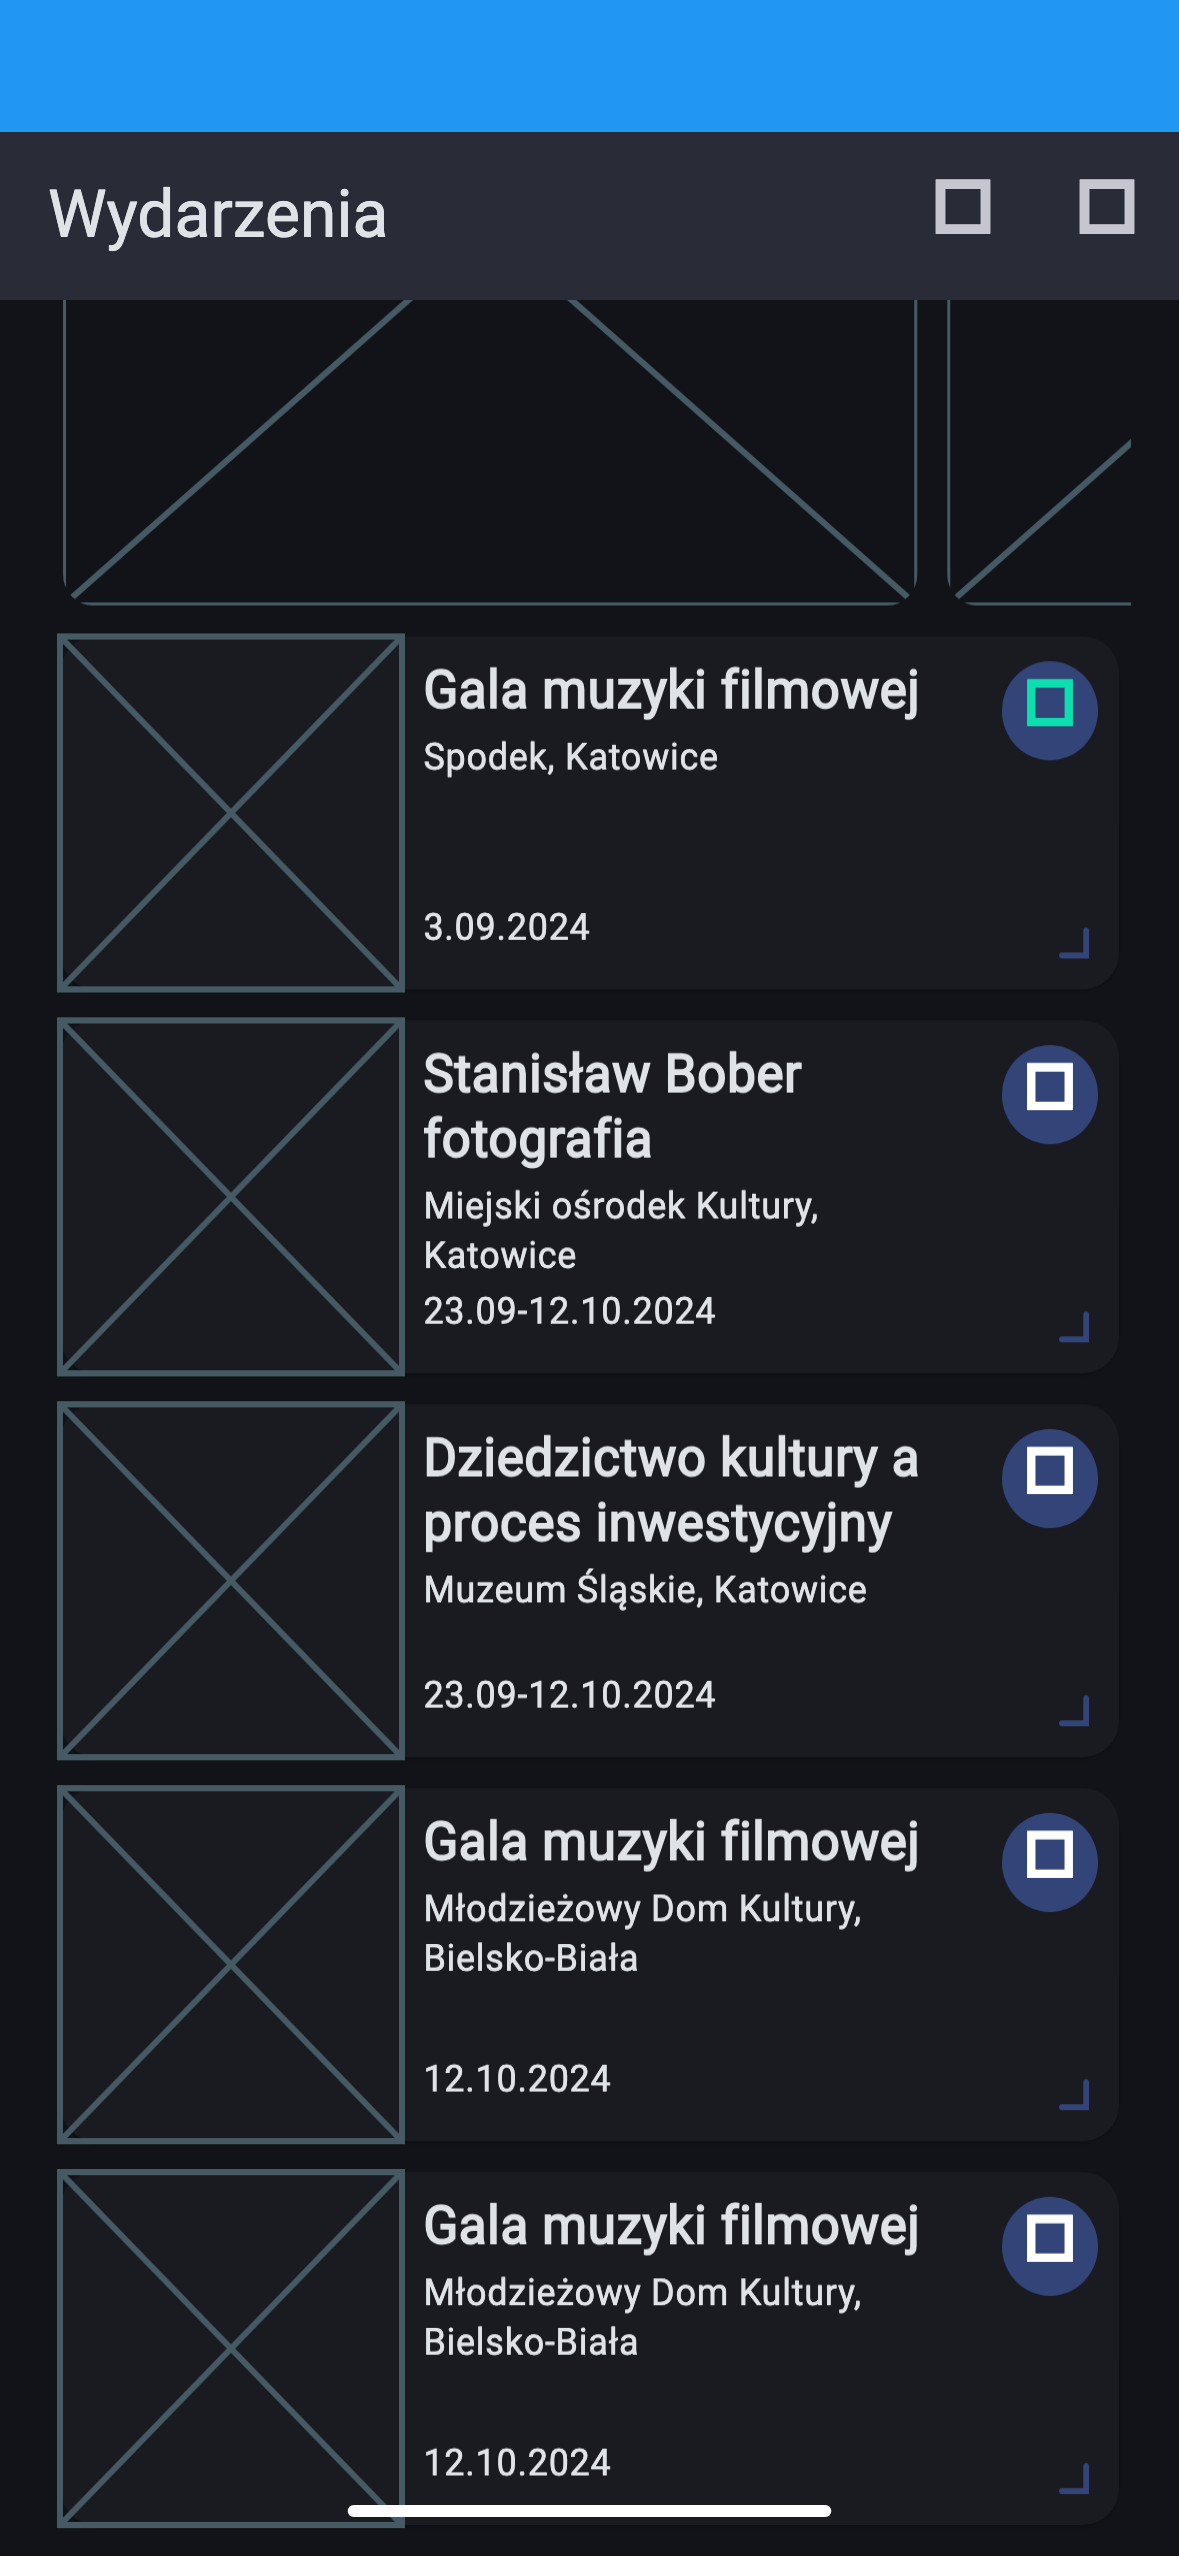 Wydarzenia
Gala muzyki filmowej
Spodek, Katowice
3.09.2024
Stanisław Bober
fotografia
Miejski ośrodek Kultury,
Katowice
23.09-12.10.2024
Dziedzictwo kultury a
proces inwestycyjny
Muzeum Śląskie, Katowice
23.09-12.10.2024
Gala muzyki filmowej
Młodzieżowy Dom Kultury,
Bielsko-Biała
12.10.2024
Gala muzyki filmowej
Młodzieżowy Dom Kultury,
Bielsko-Biała
12.10.2024